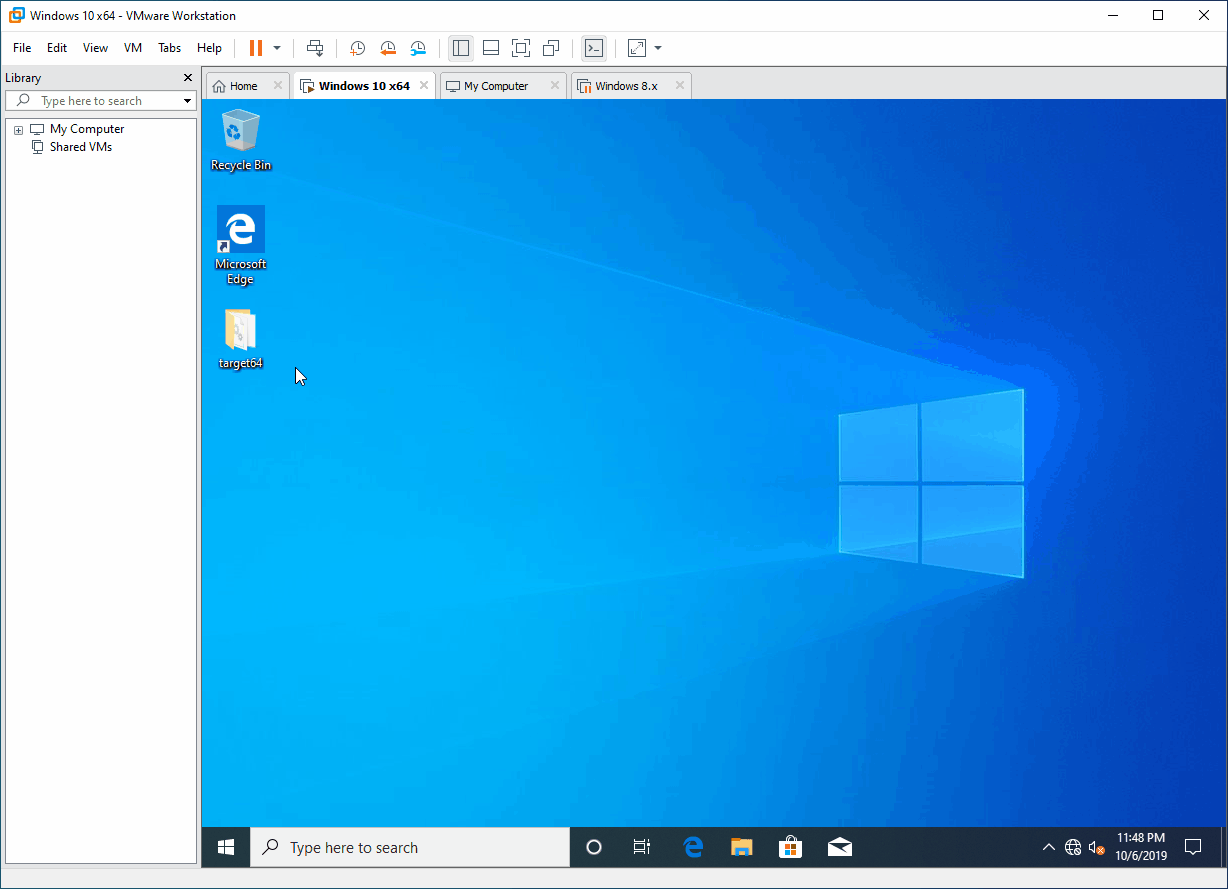 Windows 10 x64 - VMware Workstation
File Edit View VM Tabs Help
Library
Type here to search
My Computer
Shared VMs
Home
Windows 10 x64
My Computer
Windows 8.x
Recycle Bin
Microsoft
Edge
target64
Type here to search
11:48 PM
10/6/2019